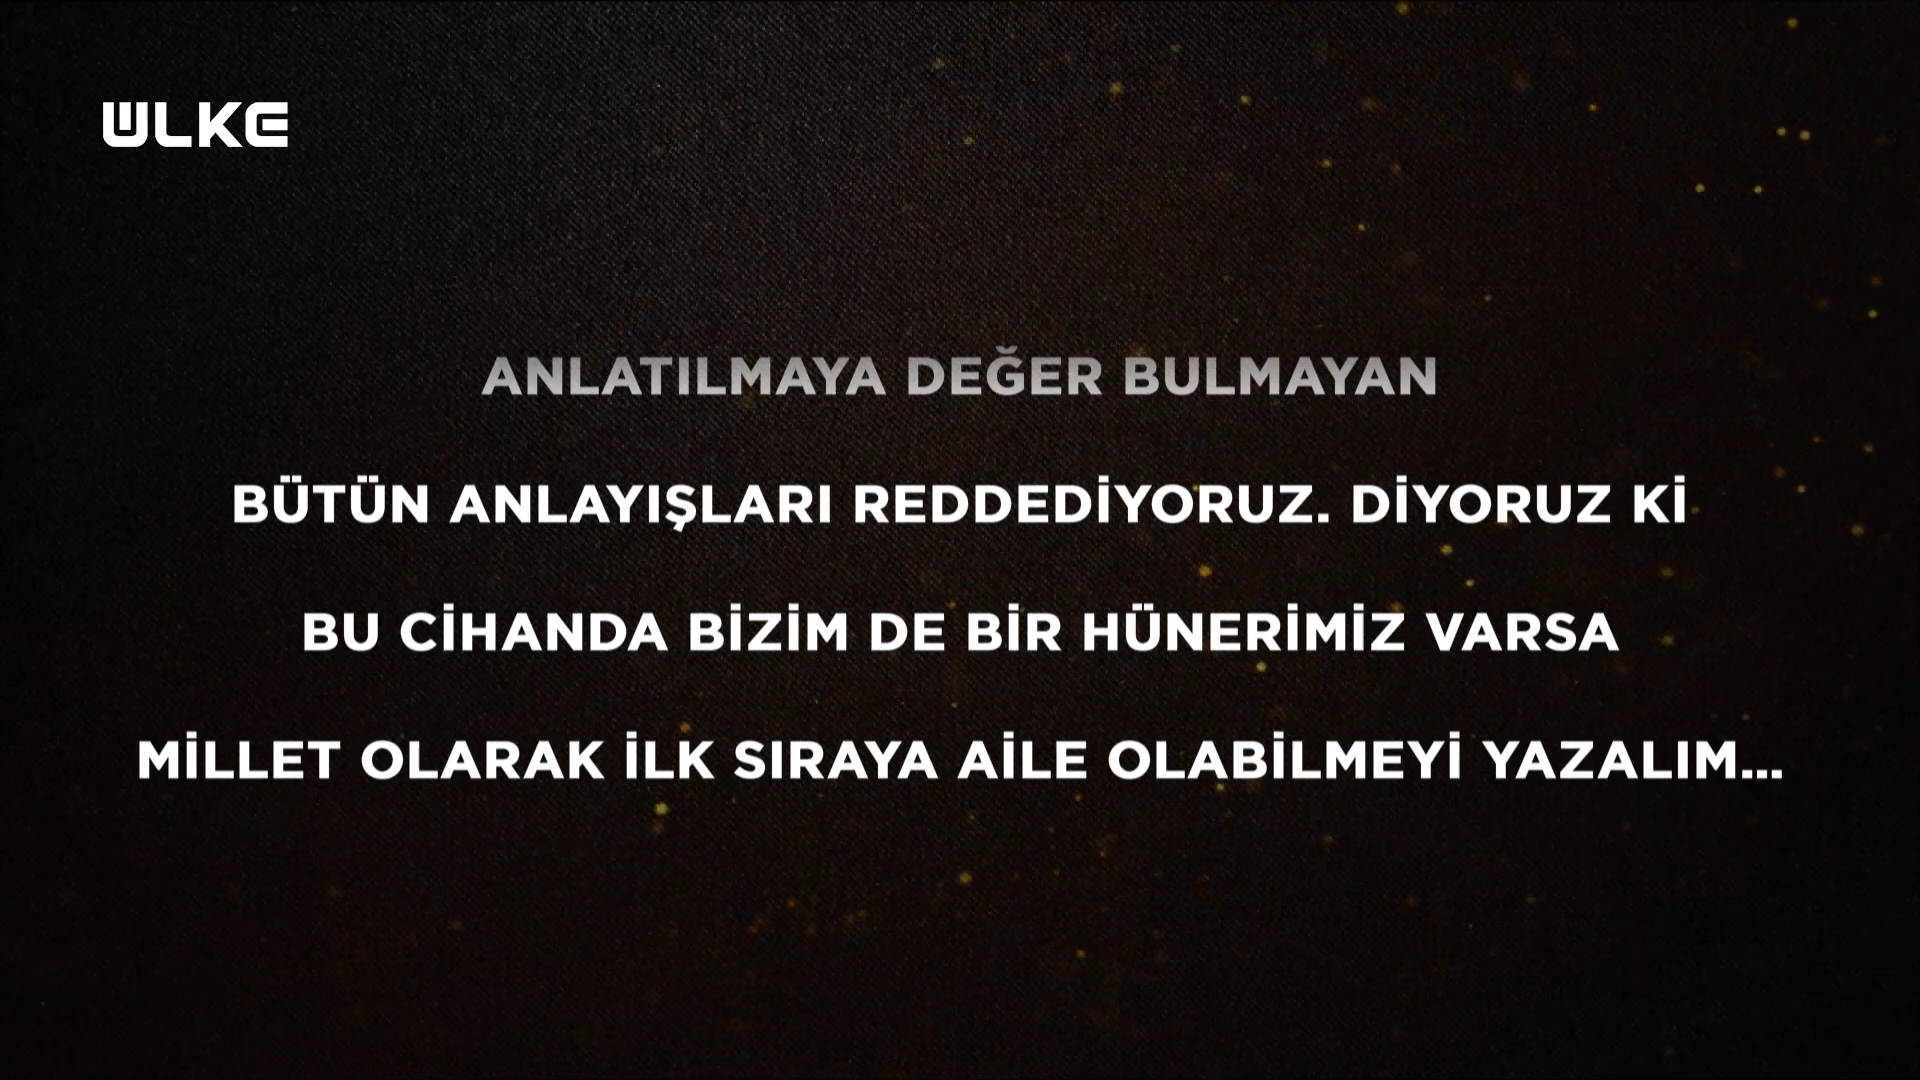 ÜLKE
ANLATILMAYA DEĞER BULMAYAN
BÜTÜN ANLAYIŞLARI REDDEDİYORUZ. DİYORUZ Kİ
BU CİHANDA BİZİM DE BİR HÜNERİMİZ VARSA
MİLLET OLARAK İLK SIRAYA AİLE OLABİLMEYİ YAZALIM...